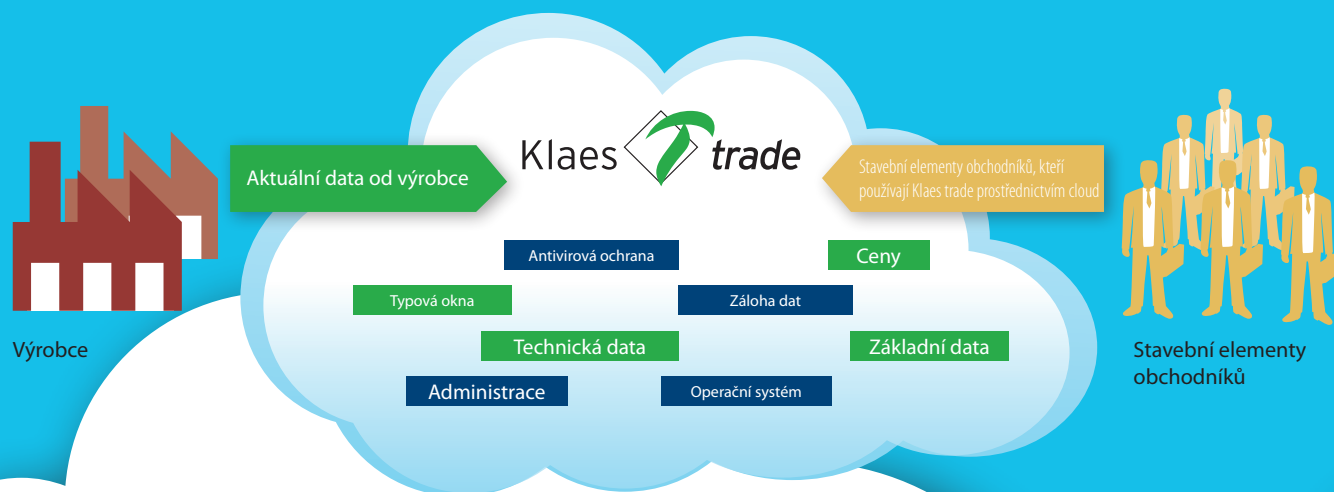 Klaes trade
Aktuální data od výrobce
Stavební elementy obchodníků, kteří
používají Klaes trade prostřednictvím cloud
Antivirová ochrana
Ceny
Typová okna
Záloha dat
Technická data
Základní data
Administrace
Operační systém
Výrobce
Stavební elementy
obchodníků